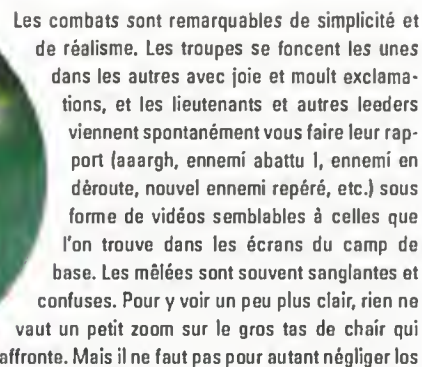 Les combats sont remarquables de simplicité et
de réalisme. Les troupes se foncent les unes
dans les autres avec joie et moult exclama-
tions, et les lieutenants et autres leeders
viennent spontanément vous faire leur rap-
port (aaargh, ennemi abattu !, ennemi en
déroute, nouvel ennemi repéré, etc.) sous
forme de vidéos semblables à celles que
l'on trouve dans les écrans du camp de
base. Les mêlées sont souvent sanglantes et
confuses. Pour y voir un peu plus clair, rien ne
vaut un petit zoom sur le gros tas de chair qui
affronte. Mais il ne faut pas pour autant négliger los